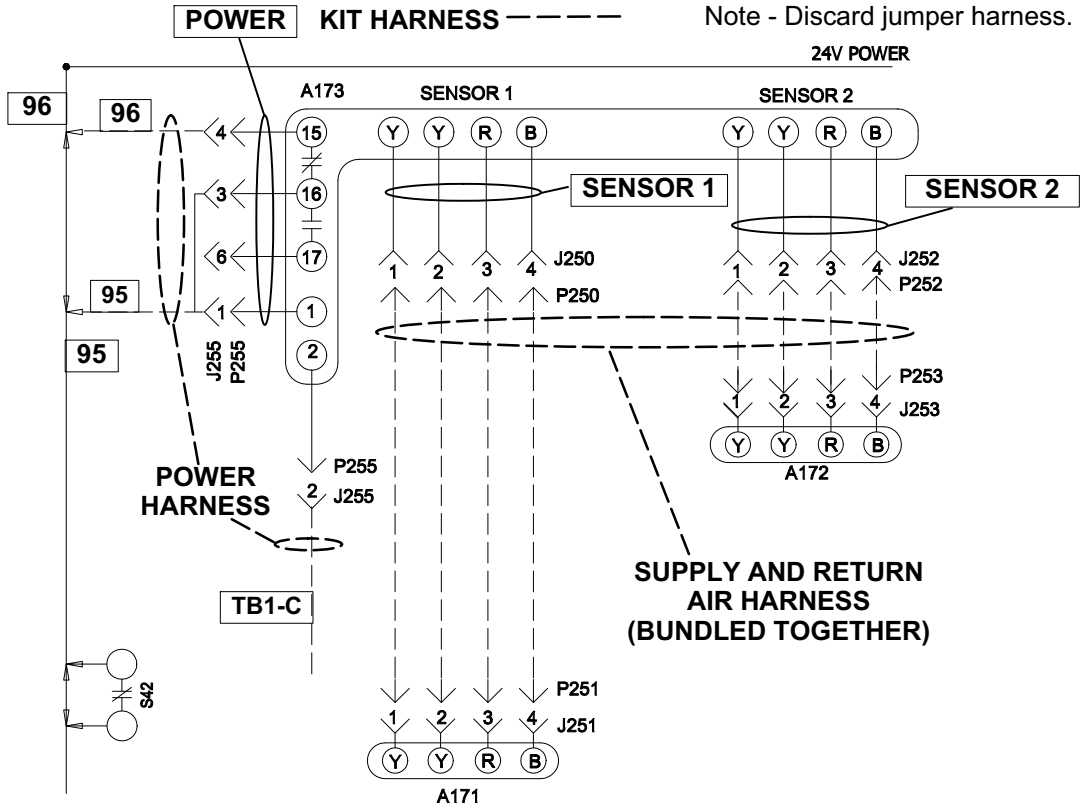 POWER
KIT HARNESS
Note - Discard jumper harness.
24V POWER
A173
SENSOR 1
SENSOR 2
96
96
4
15
Y
Y
R
B
Y
Y
R
B
3
16
SENSOR 1
SENSOR 2
6
17
1
2
3
4
J250
1
2
3
4
J252
P250
P252
95
1
1
95
J255
P255
2
P253
1
2
3
4
J253
Y
Y
R
B
A172
POWER
HARNESS
P255
2
J255
SUPPLY AND RETURN
AIR HARNESS
(BUNDLED TOGETHER)
TB1-C
S42
P251
1
2
3
4
J251
Y
Y
R
B
A171